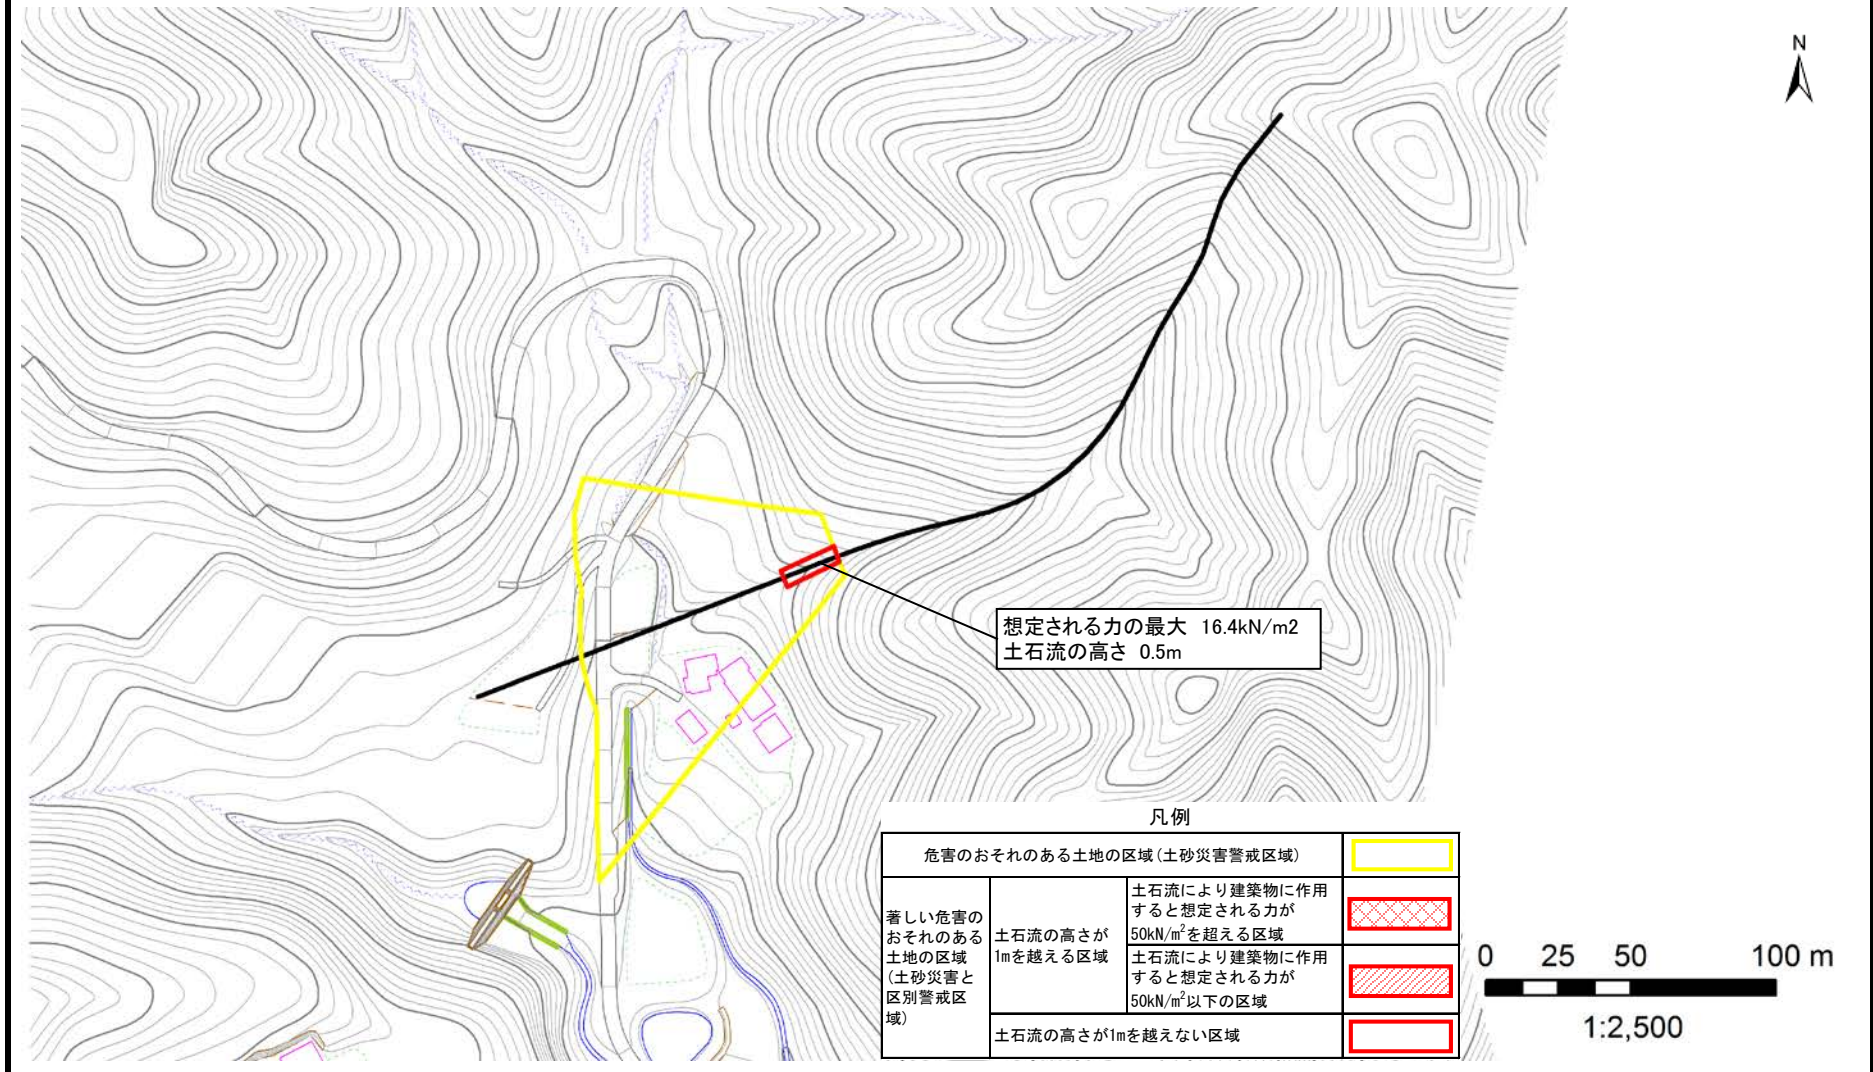 N
想定される力の最大 16.4kN/m2
土石流の高さ 0.5m
凡例
危害のおそれのある土地の区域(土砂災害警戒区域)
著しい危害の
おそれのある
土地の区域
(土砂災害と
区別警戒区
域)
土石流の高さが
1mを越える区域
土石流により建築物に作用
すると想定される力が
50kN/m²を超える区域
土石流により建築物に作用
すると想定される力が
50kN/m²以下の区域
土石流の高さが1mを越えない区域
0 25 50 100 m
1:2,500